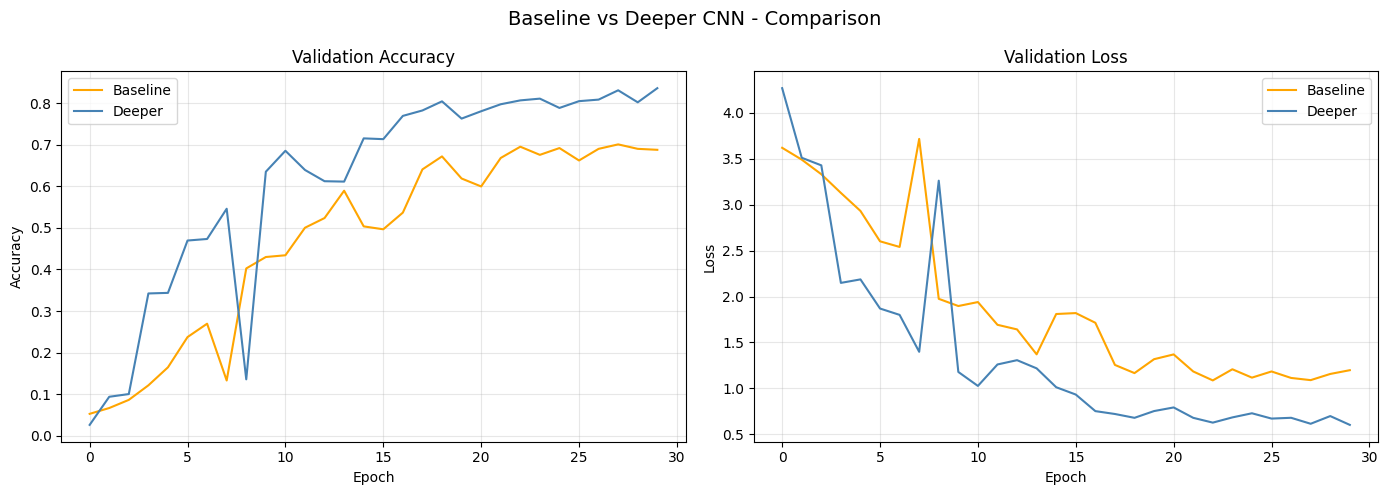 Baseline vs Deeper CNN - Comparison
Validation Accuracy
Baseline
Deeper
Accuracy
0.8
0.7
0.6
0.5
0.4
0.3
0.2
0.1
0.0
0 5 10 15 20 25 30
Epoch
Validation Loss
Baseline
Deeper
Loss
4.0
3.5
3.0
2.5
2.0
1.5
1.0
0.5
0 5 10 15 20 25 30
Epoch